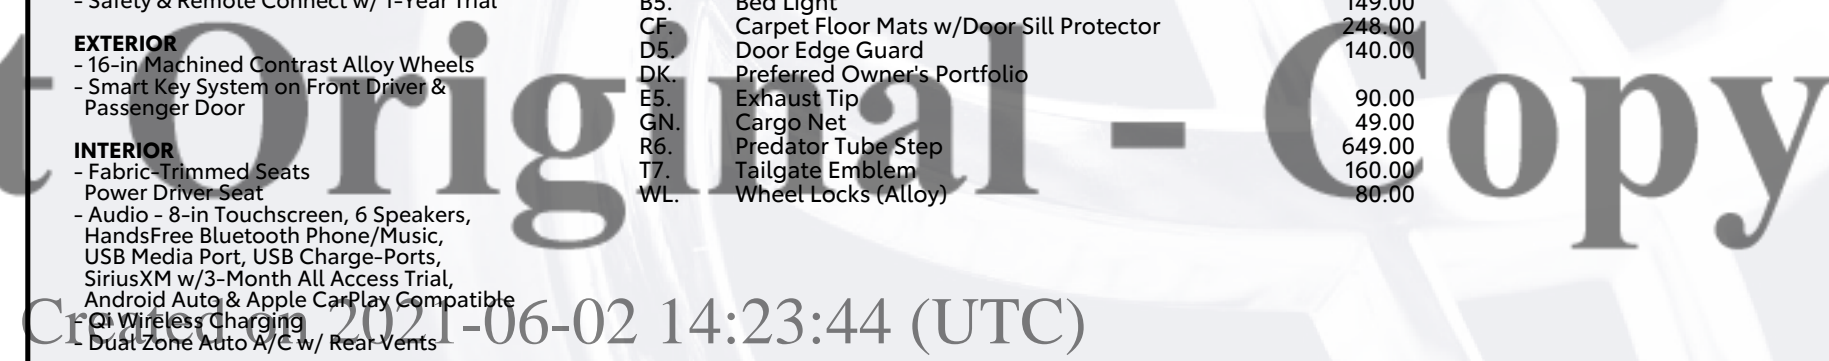 - Safety & Remote Connect w/ 1-Year Trial
EXTERIOR
- 16-in Machined Contrast Alloy Wheels
- Smart Key System on Front Driver &
Passenger Door
INTERIOR
- Fabric-Trimmed Seats
Power Driver Seat
- Audio - 8-in Touchscreen, 6 Speakers,
HandsFree Bluetooth Phone/Music,
USB Media Port, USB Charge-Ports,
SiriusXM w/3-Month All Access Trial,
Android Auto & Apple CarPlay Compatible
- Qi Wireless Charging
- Dual Zone Auto A/C w/ Rear Vents
B5. Bed Light 149.00
CF. Carpet Floor Mats w/Door Sill Protector 248.00
D5. Door Edge Guard 140.00
DK. Preferred Owner's Portfolio
E5. Exhaust Tip 90.00
GN. Cargo Net 49.00
R6. Predator Tube Step 649.00
T7. Tailgate Emblem 160.00
WL. Wheel Locks (Alloy) 80.00
t Original - Copy
Created on 2021-06-02 14:23:44 (UTC)